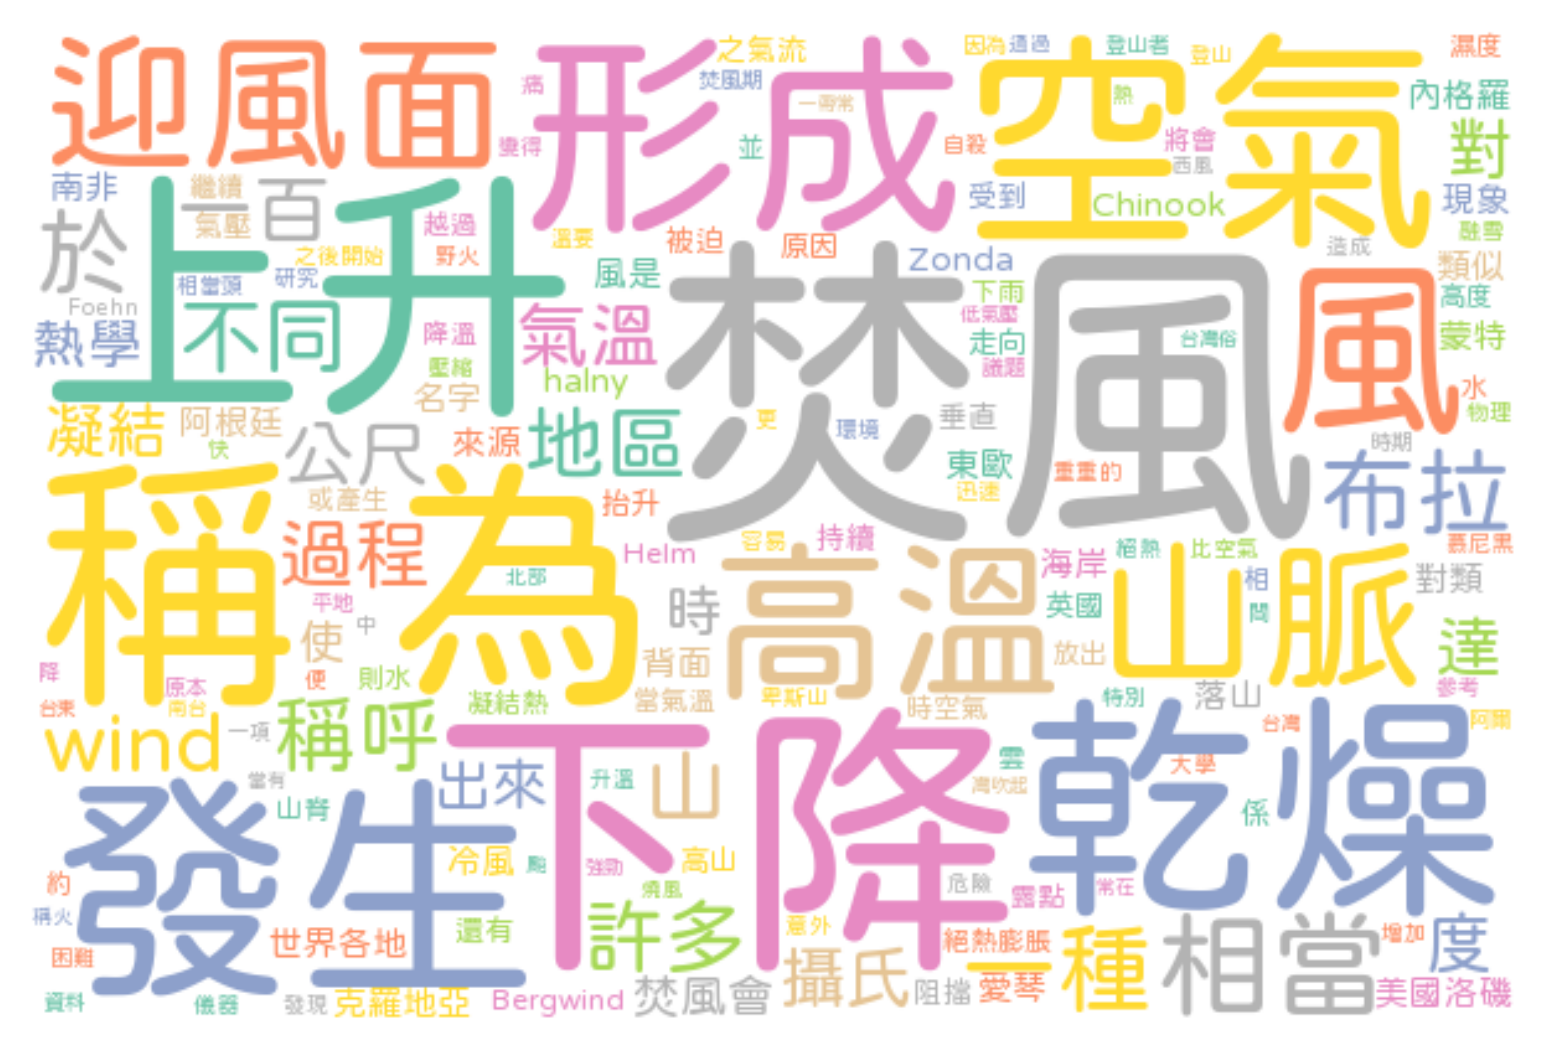 迎風面
形成
空氣
之氣流
因為
通過
登山者
登山
濕度
痛
焚風期
一帶常
熱
內格羅
變得
並
自殺
將會
西風
對
南非
繼續
一百
於
氣壓
越過
受到
Chinook
現象
融雪
上升
溫要
被迫
原因
造成
之後開始
野火
相當頭
研究
風是
Zonda
類似
Foehn
不同
焚風
下雨
風
高度
熱學
降溫
氣溫
低氣壓
走向
台灣俗
蒙特
壓縮
halny
議題
名字
水
凝結
阿根廷
快
公尺
來源
地區
更
環境
垂直
物理
時期
東歐
重重的
迅速
布拉
稱為
或產生
抬升
過程
Helm
容易
持續
高溫
海岸
絕熱
比空氣
慕尼黑
北部
山脈
相
對類
平地
中
時
英國
問
使
達
降
原本
便
則水
背面
放出
參考
台東
南台
凝結熱
當氣溫
卑斯山
時空氣
特別
落山
wind
一項
稱呼
下降
乾燥
台灣
阿爾
當有
出來
升溫
山
雲
灣吹起
大學
發生
山脊
係
冷風
颱
強勁
高山
約
燒風
危險
露點
常在
稱火
還有
許多
意外
困難
世界各地
絕熱膨脹
一種
相當
增加
度
資料
儀器
發現
克羅地亞
Bergwind
焚風會
攝氏
阻擋
愛琴
美國洛磯